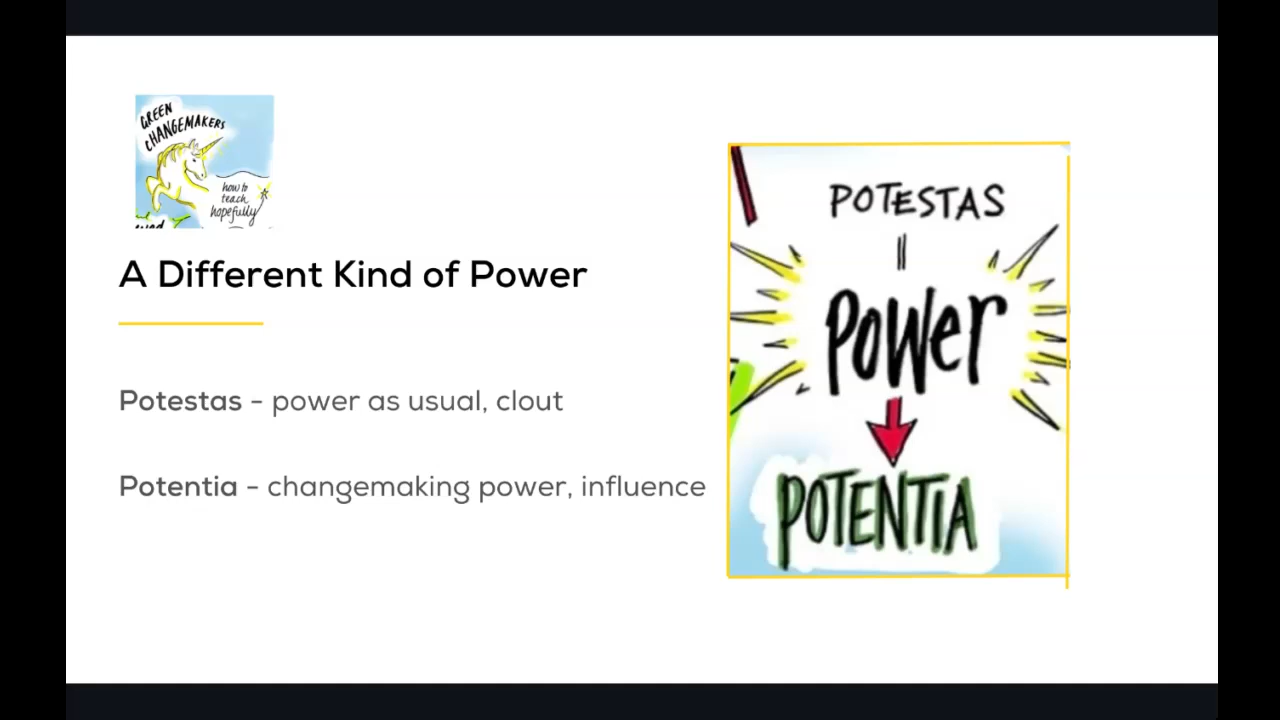 GREEN
CHANGEMAKERS
how to
teach
hopefully
A Different Kind of Power
Potestas - power as usual, clout
Potentia - changemaking power, influence
POTESTAS
=
Power
POTENTIA